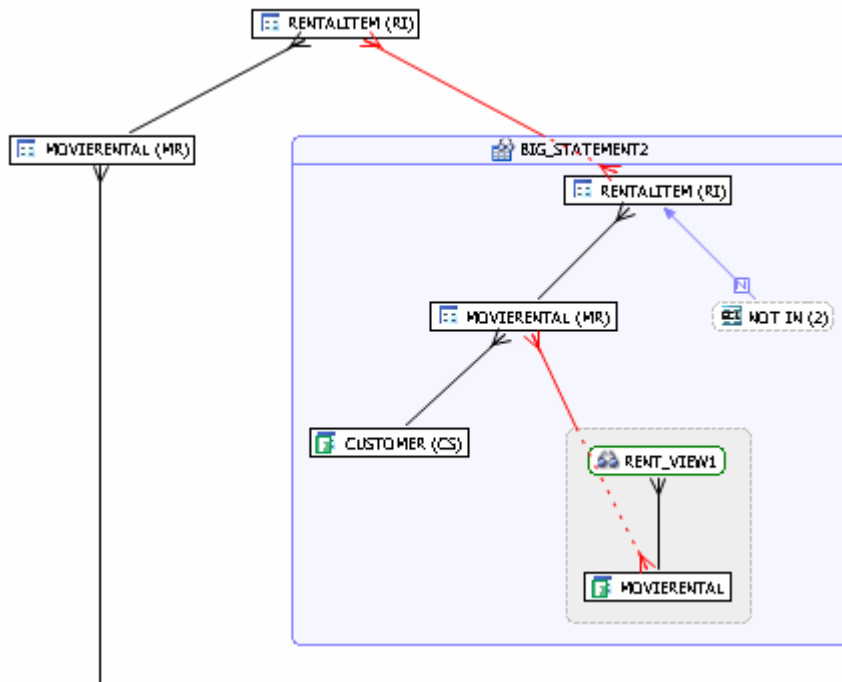 RENTALITEM (RI)
MOVIERENTAL (MR)
BIG_STATEMENT2
RENTALITEM (RI)
N
MOVIERENTAL (MR)
NOT IN (2)
CUSTOMER (CS)
RENT_VIEW1
MOVIERENTAL